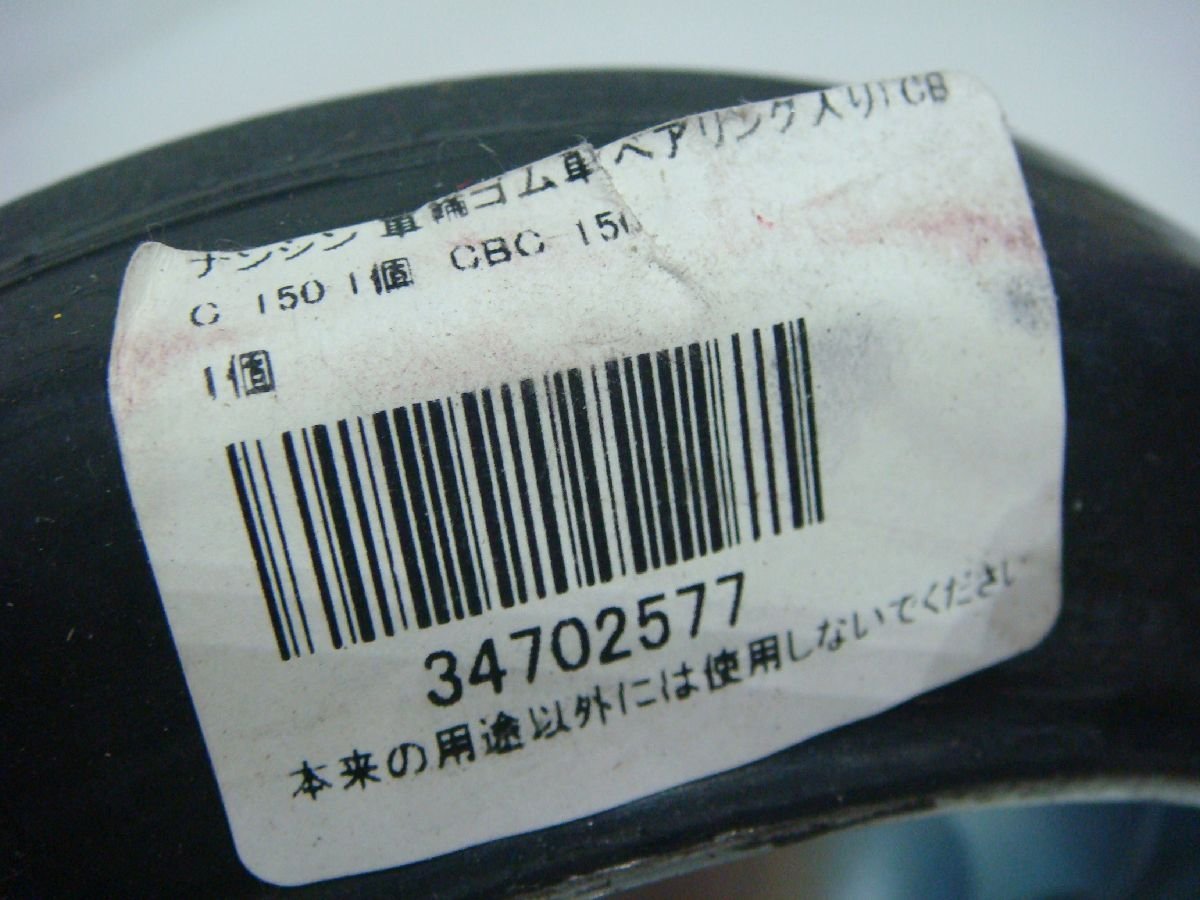 ナンシン 車輪ゴム車 ベアリング入り CB
C 150 1個 CBC 150
1個
34702577
本来の用途以外には使用しないでください